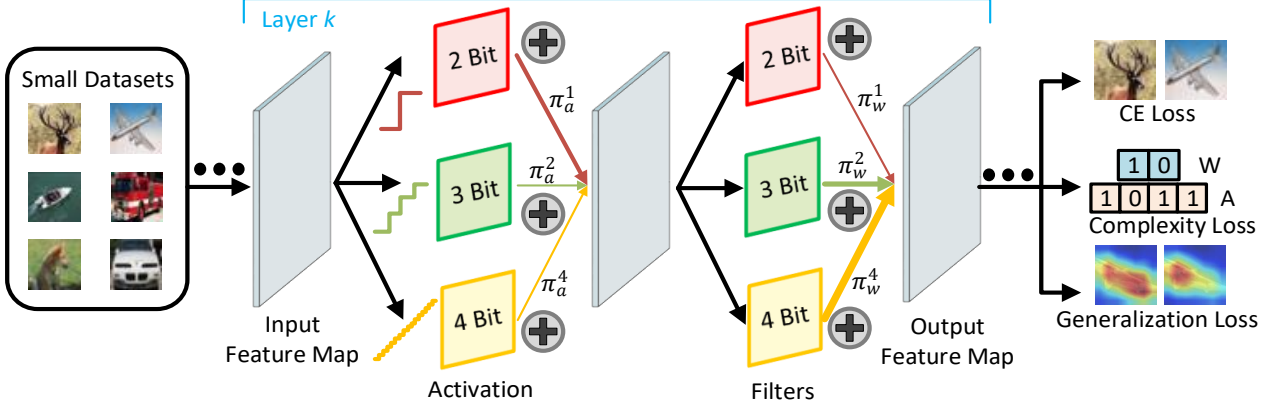 Layer k
Small Datasets
2 Bit
π_a^1
2 Bit
π_w^1
CE Loss
3 Bit
π_a^2
3 Bit
π_w^2
1 0 W
1 0 1 1 A
Complexity Loss
4 Bit
π_a^4
4 Bit
π_w^4
Generalization Loss
Input
Feature Map
Activation
Filters
Output
Feature Map